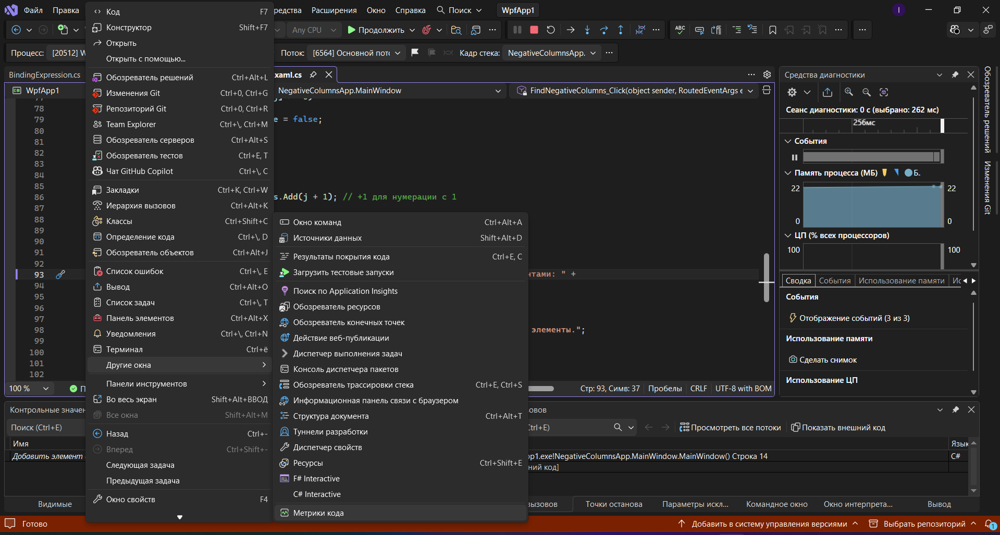 Файл Правка редства Расширения Окно Справка Поиск WpfApp1 I
Any CPU Продолжить
Процесс: [20512] W Поток: [6564] Основной пото Кадр стека: NegativeColumnsApp.
BindingExpression.cs xaml.cs
WpfApp1 NegativeColumnsApp.MainWindow FindNegativeColumns_Click(object sender, RoutedEventArgs e
Код F7
Конструктор Shift+F7
Открыть
Открыть с помощью...
Обозреватель решений Ctrl+Alt+L
Изменения Git Ctrl+0, Ctrl+G
Репозиторий Git Ctrl+0, Ctrl+R
Team Explorer Ctrl+\, Ctrl+M
Обозреватель серверов Ctrl+Alt+S
Обозреватель тестов Ctrl+E, T
Чат GitHub Copilot Ctrl+\, C
Закладки Ctrl+K, Ctrl+W
Иерархия вызовов Ctrl+Alt+K
Классы Ctrl+Shift+C
Определение кода Ctrl+\, D
Обозреватель объектов Ctrl+Alt+J
Список ошибок Ctrl+\, E
Вывод Ctrl+Alt+O
Список задач Ctrl+\, T
Панель элементов Ctrl+Alt+X
Уведомления Ctrl+\, Ctrl+N
Терминал Ctrl+ё
Другие окна
Панели инструментов
Во весь экран Shift+Alt+ВВОД
Все окна Shift+Alt+M
Назад Ctrl+-
Вперед Ctrl+Shift+-
Следующая задача
Предыдущая задача
Окно свойств F4
Окно команд Ctrl+Alt+A
Источники данных Shift+Alt+D
Результаты покрытия кода Ctrl+E, C
Загрузить тестовые запуски
Поиск по Application Insights
Обозреватель ресурсов
Обозреватель конечных точек
Действие веб-публикации
Диспетчер выполнения задач
Консоль диспетчера пакетов
Обозреватель трассировки стека Ctrl+E, Ctrl+S
Информационная панель связи с браузером
Структура документа Ctrl+Alt+T
Туннели разработки
Диспетчер свойств
Ресурсы Ctrl+Shift+E
F# Interactive
C# Interactive
Метрики кода
78
79 e = false;
80
81
82
83
84
85
86 s.Add(j + 1); // +1 для нумерации с 1
87
88
89
90
91
92
93 нтами: " +
94
95
96
97
98 элементы.";
99
100
101
102
100 % П Стр: 93, Симв: 37 Пробелы CRLF UTF-8 with BOM
Средства диагностики
Сеанс диагностики: 0 с (выбрано: 262 мс)
256мс
События
Память процесса (МБ) Б..
22 22
0 0
ЦП (% всех процессоров)
100 100
Сводка События Использование памяти Ис
События
Отображение событий (3 из 3)
Использование памяти
Сделать снимок
Использование ЦП
Обозреватель решений
Изменения Git
Контрольные значен
Поиск (Ctrl+E)
Имя
Добавить элемент
Видимые
овов
Ctrl+E) Просмотреть все потоки Показать внешний код
Язык
pp1.exe!NegativeColumnsApp.MainWindow.MainWindow() Строка 14 C#
ний код]
вызовов Точки останова Параметры искл... Командное окно Окно интерпрета... Вывод
Готово Добавить в систему управления версиями Выбрать репозиторий 1